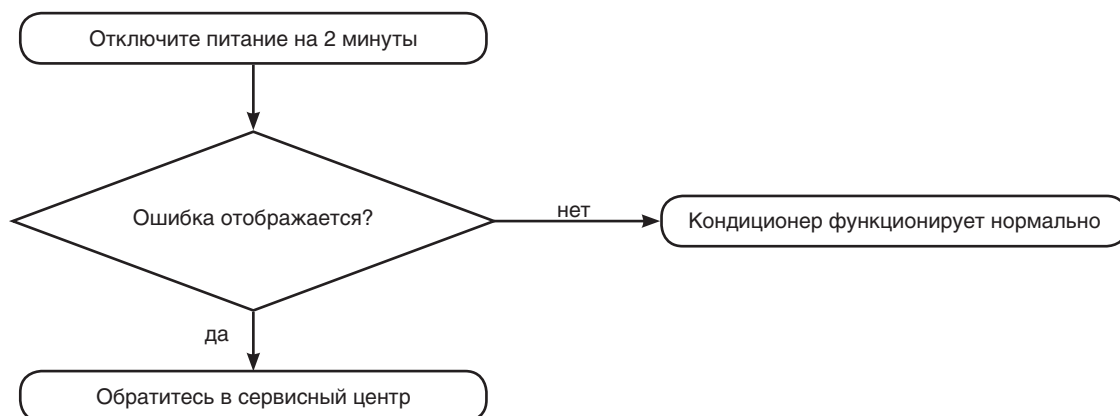 Отключите питание на 2 минуты
Ошибка отображается?
нет
Кондиционер функционирует нормально
да
Обратитесь в сервисный центр